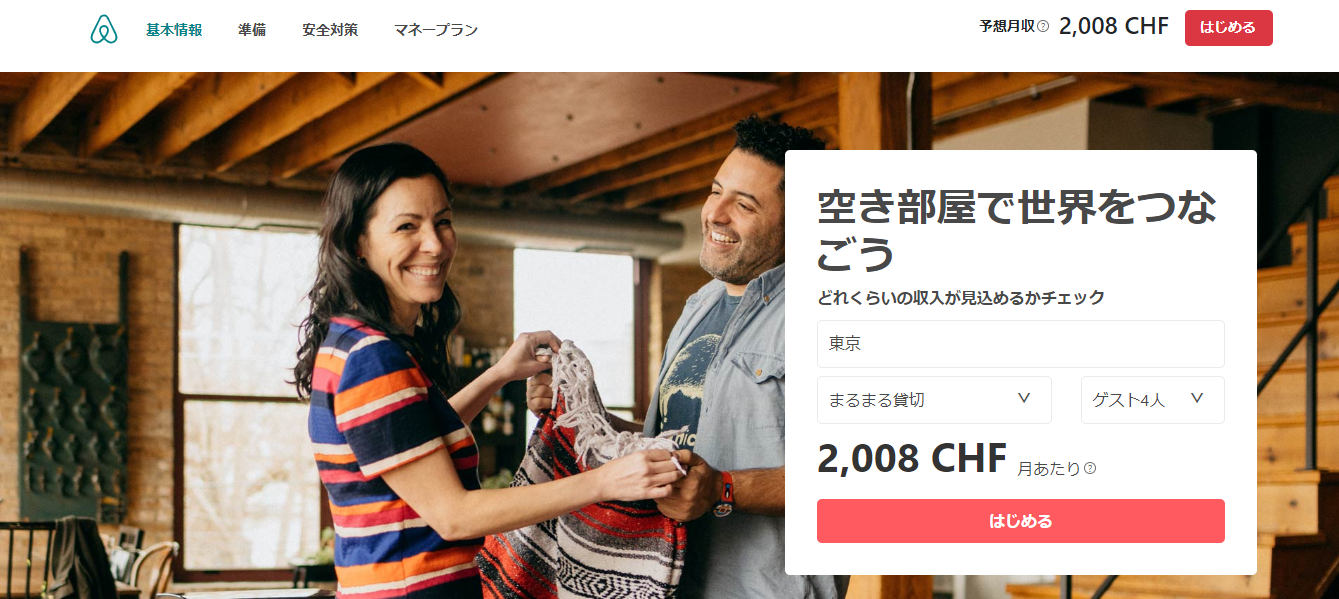 基本情報 準備 安全対策 マネープラン 予想月収? 2,008 CHF はじめる
空き部屋で世界をつな
ごう
どれくらいの収入が見込めるかチェック
東京
まるまる貸切 ゲスト4人
2,008 CHF 月あたり?
はじめる